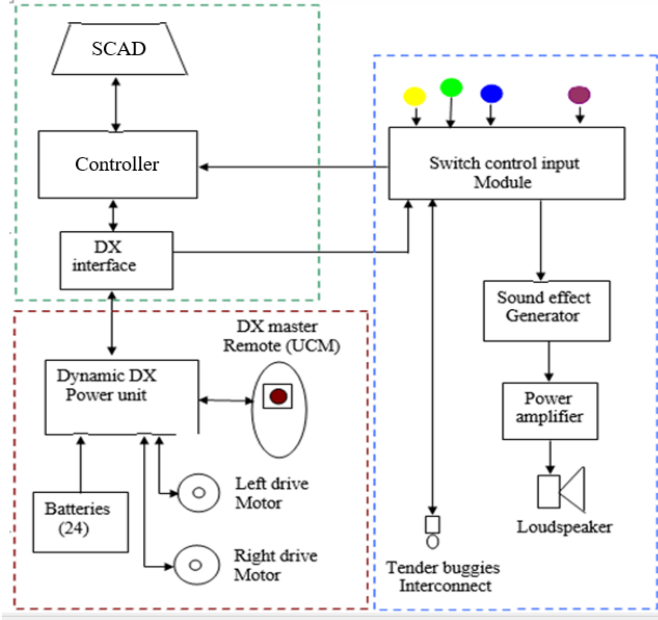 SCAD
Controller
DX
interface
Switch control input
Module
Sound effect
Generator
Power
amplifier
Loudspeaker
Tender buggies
Interconnect
DX master
Remote (UCM)
Dynamic DX
Power unit
Batteries
(24)
Left drive
Motor
Right drive
Motor